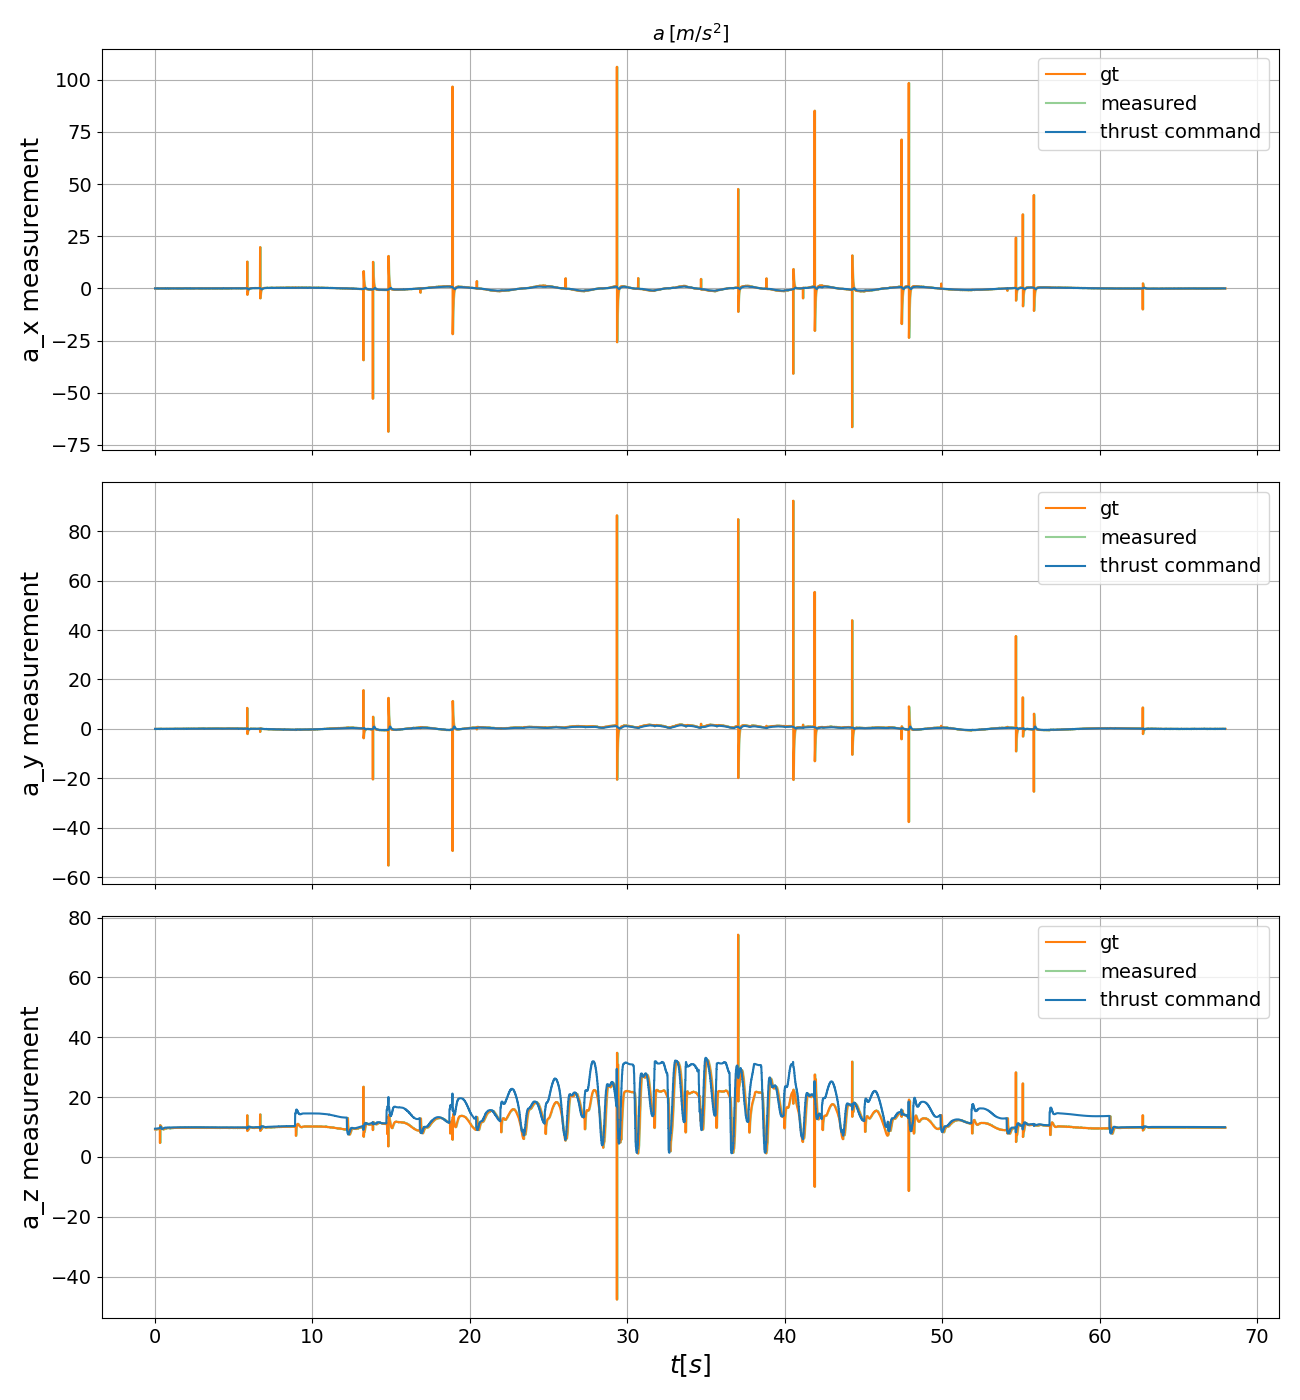 a [m/s²]
a_x measurement
100
75
50
25
0
−25
−50
−75
gt
measured
thrust command
a_y measurement
80
60
40
20
0
−20
−40
−60
gt
measured
thrust command
a_z measurement
80
60
40
20
0
−20
−40
gt
measured
thrust command
0 10 20 30 40 50 60 70
t[s]